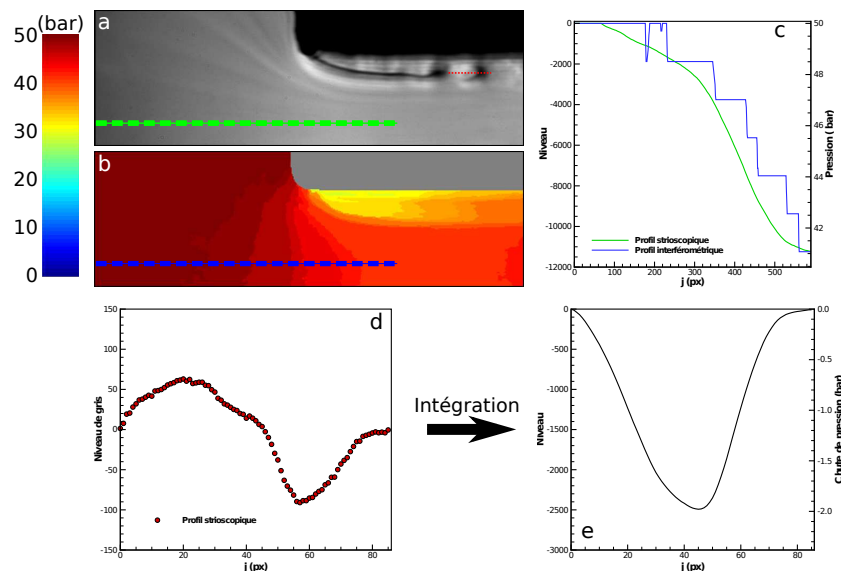 (bar)
50
40
30
20
10
0
a
b
c
0
-2000
-4000
-6000
-8000
-10000
-12000
Niveau
50
48
46
44
42
Pression (bar)
Profil strioscopique
Profil interférométrique
0 100 200 300 400 500
j (px)
d
150
100
50
0
-50
-100
-150
Niveau de gris
Profil strioscopique
0 20 40 60 80
j (px)
Intégration
e
0
-500
-1000
-1500
-2000
-2500
-3000
Niveau
0.0
-0.5
-1.0
-1.5
-2.0
Chute de pression (bar)
0 20 40 60 80
j (px)